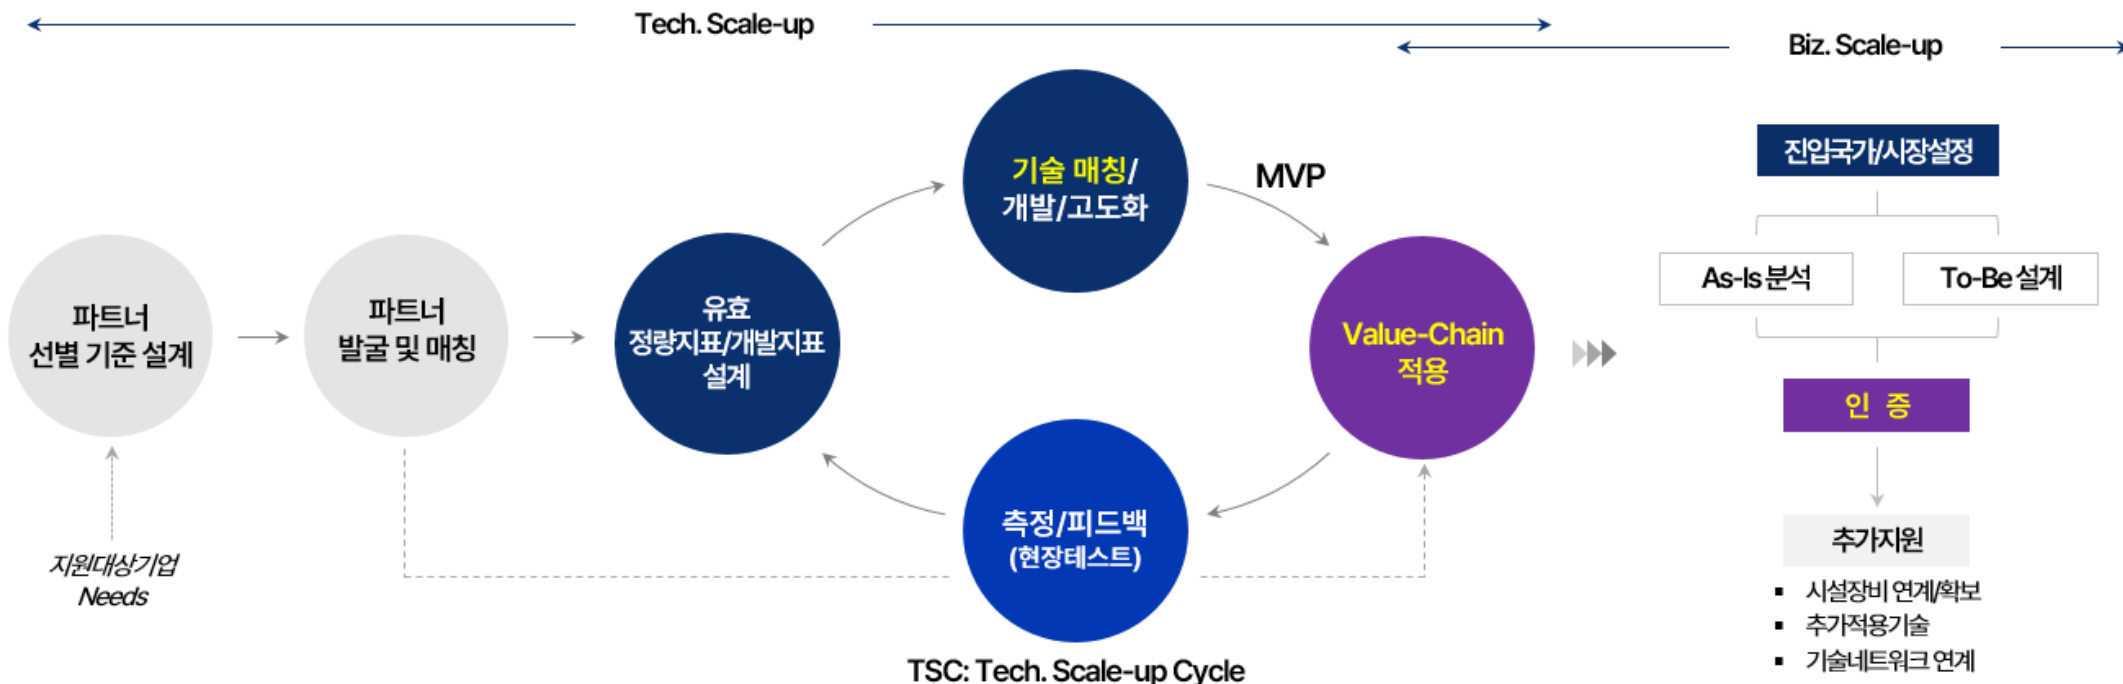 Tech. Scale-up
Biz. Scale-up
파트너
선별 기준 설계
지원대상기업
Needs
파트너
발굴 및 매칭
유효
정량지표/개발지표
설계
기술 매칭/
개발/고도화
MVP
Value-Chain
적용
측정/피드백
(현장테스트)
TSC: Tech. Scale-up Cycle
진입국가/시장설정
As-Is 분석
To-Be 설계
인 증
추가지원
▪ 시설장비 연계/확보
▪ 추가적용기술
▪ 기술네트워크 연계